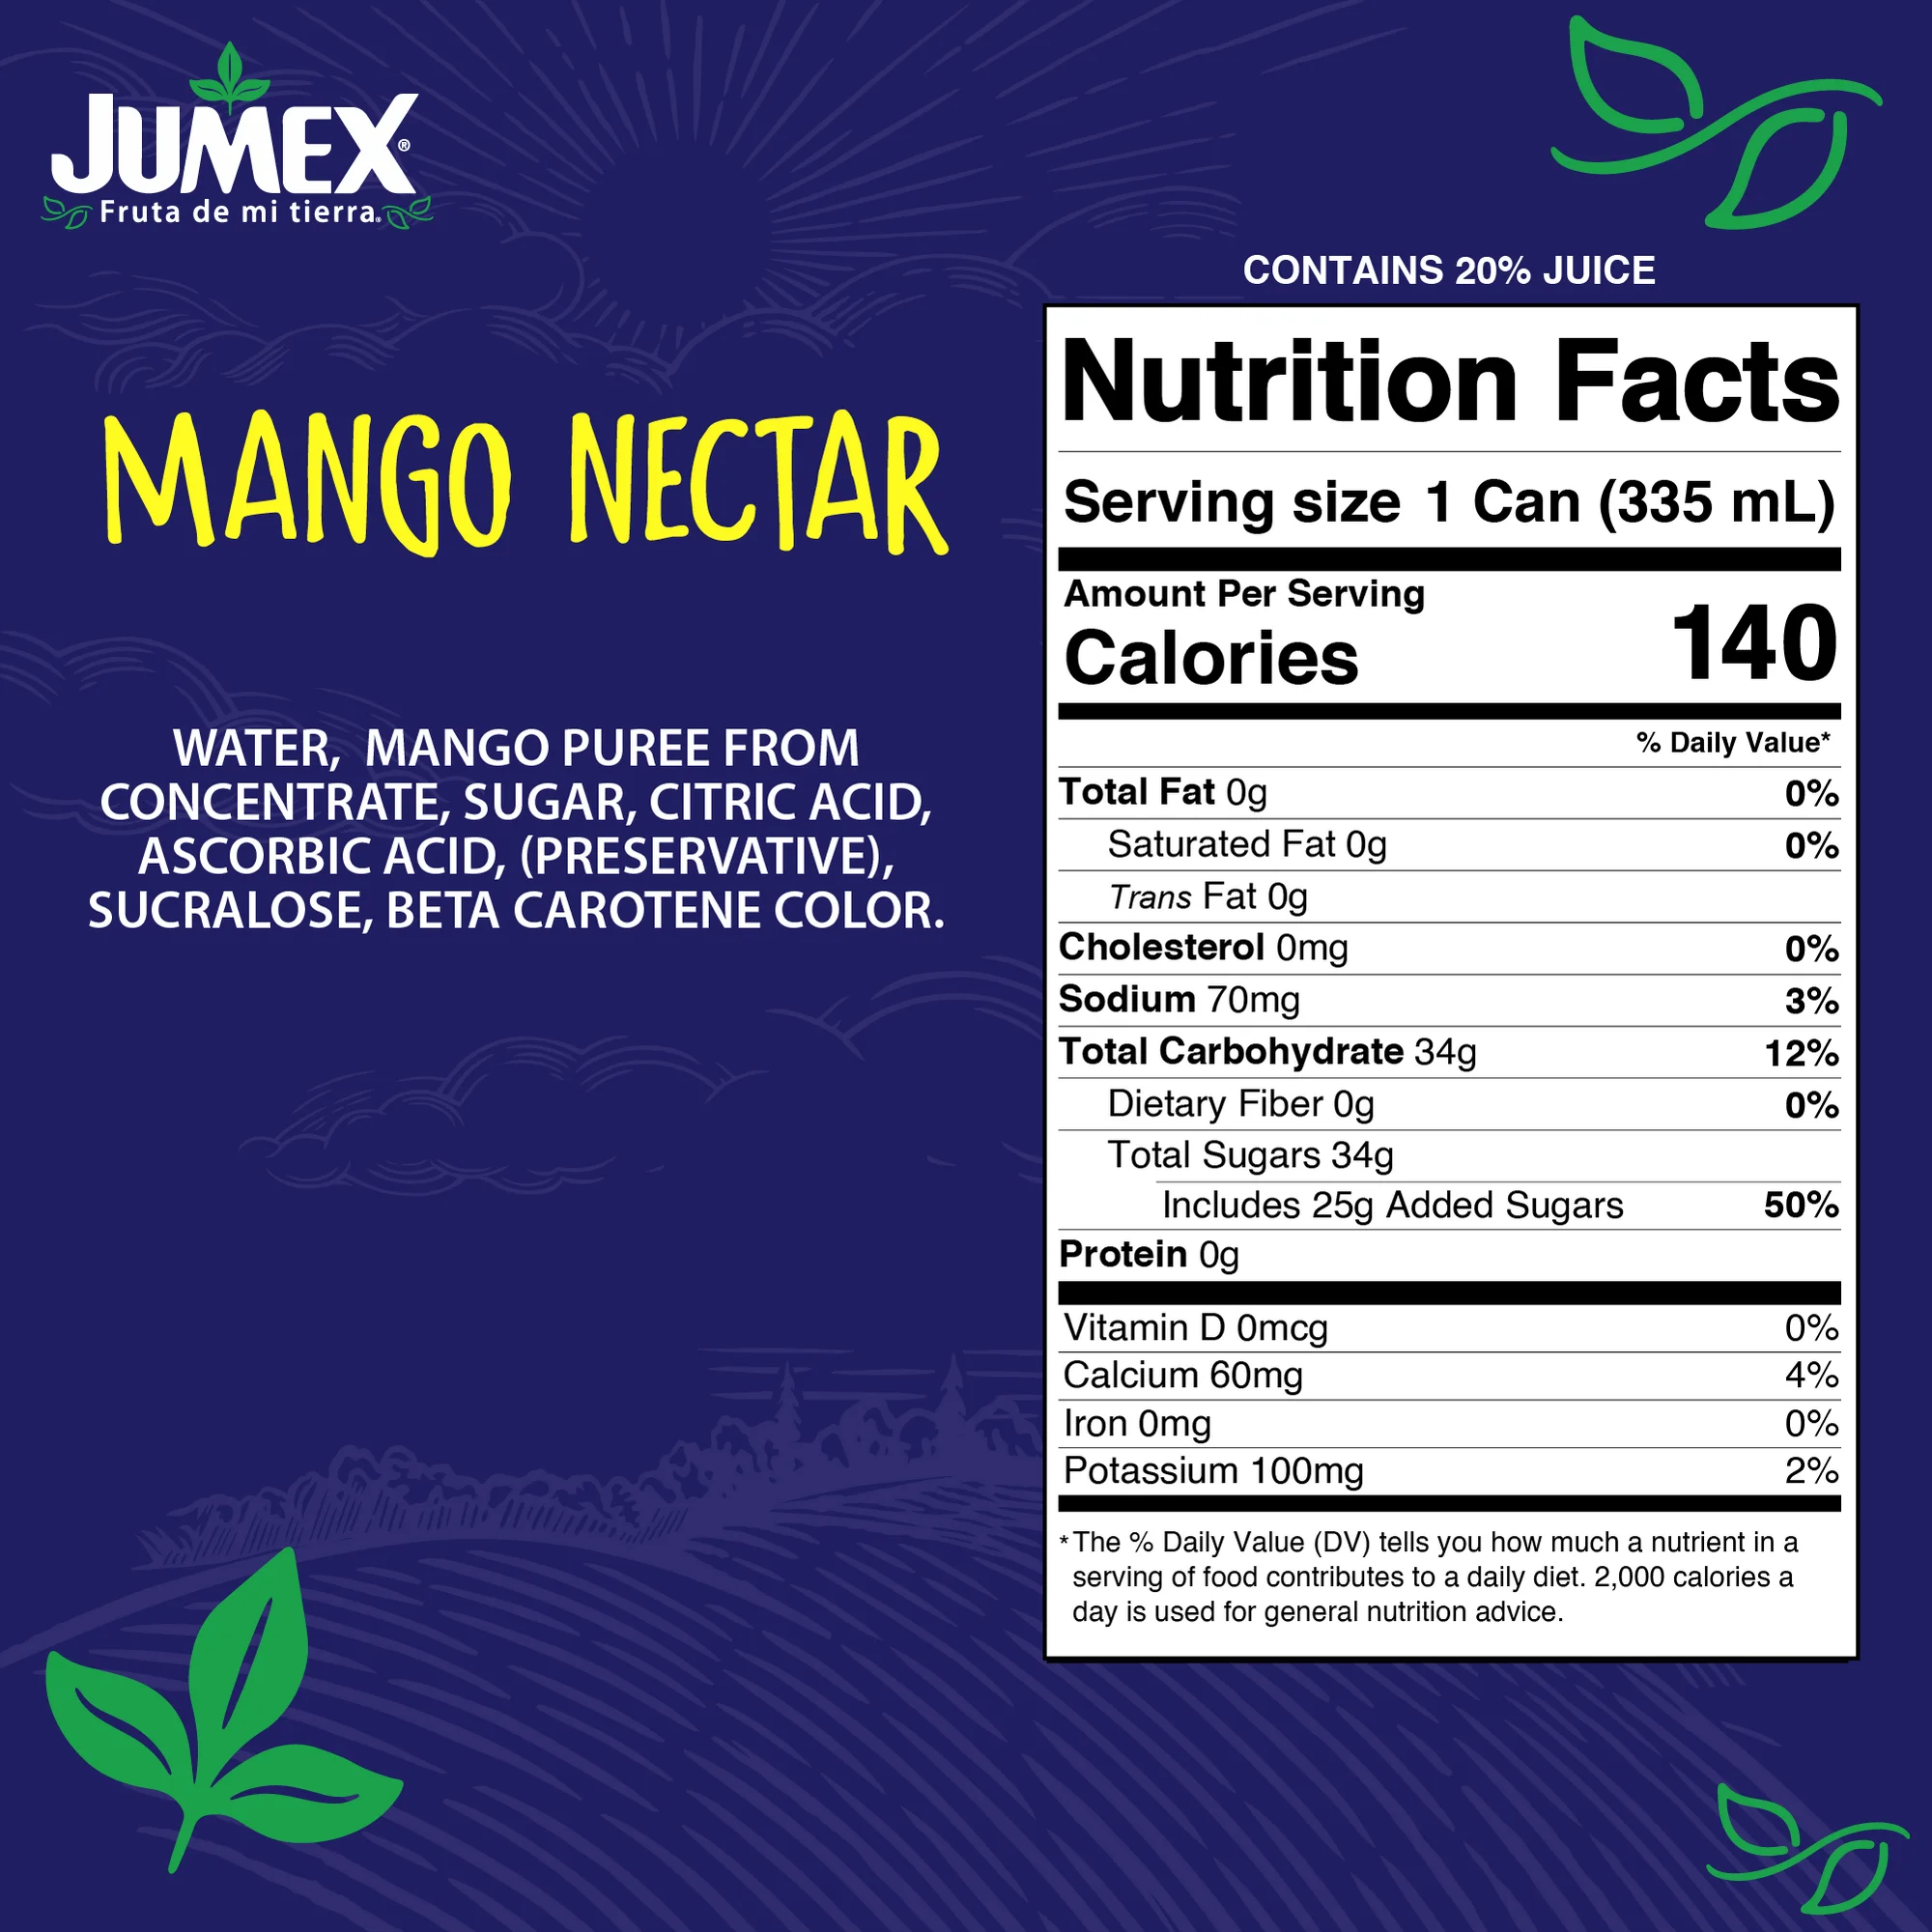 JUMEX®
Fruta de mi tierra®
CONTAINS 20% JUICE
MANGO NECTAR
WATER, MANGO PUREE FROM
CONCENTRATE, SUGAR, CITRIC ACID,
ASCORBIC ACID, (PRESERVATIVE),
SUCRALOSE, BETA CAROTENE COLOR.
Nutrition Facts
Serving size 1 Can (335 mL)
Amount Per Serving
Calories 140
% Daily Value*
Total Fat 0g 0%
Saturated Fat 0g 0%
Trans Fat 0g
Cholesterol 0mg 0%
Sodium 70mg 3%
Total Carbohydrate 34g 12%
Dietary Fiber 0g 0%
Total Sugars 34g
Includes 25g Added Sugars 50%
Protein 0g
Vitamin D 0mcg 0%
Calcium 60mg 4%
Iron 0mg 0%
Potassium 100mg 2%
*The % Daily Value (DV) tells you how much a nutrient in a
serving of food contributes to a daily diet. 2,000 calories a
day is used for general nutrition advice.